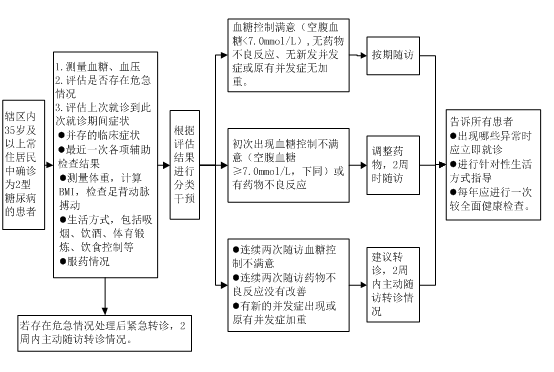 辖区内
35岁及
以上常
住居民
中确诊
为2型
糖尿病
的患者
1.测量血糖、血压
2.评估是否存在危急
情况
3.评估上次就诊到此
次就诊期间症状
●并存的临床症状
●最近一次各项辅助
检查结果
●测量体重，计算
BMI，检查足背动脉
搏动
●生活方式，包括吸
烟、饮酒、体育锻
炼、饮食控制等
●服药情况
若存在危急情况处理后紧急转诊，2
周内主动随访转诊情况。
根据
评估
结果
进行
分类
干预
血糖控制满意（空腹血
糖<7.0mmol/L），无药物
不良反应、无新发并发
症或原有并发症无加
重。
按期随访
初次出现血糖控制不满
意（空腹血糖
≥7.0mmol/L，下同）或
有药物不良反应
调整药
物，2周
时随访
●连续两次随访血糖控
制不满意
●连续两次随访药物不
良反应没有改善
●有新的并发症出现或
原有并发症加重
建议转
诊，2周
内主动随
访转诊情
况
告诉所有患者
●出现哪些异常时
应立即就诊
●进行针对性生活
方式指导
●每年应进行一次
较全面健康检查。